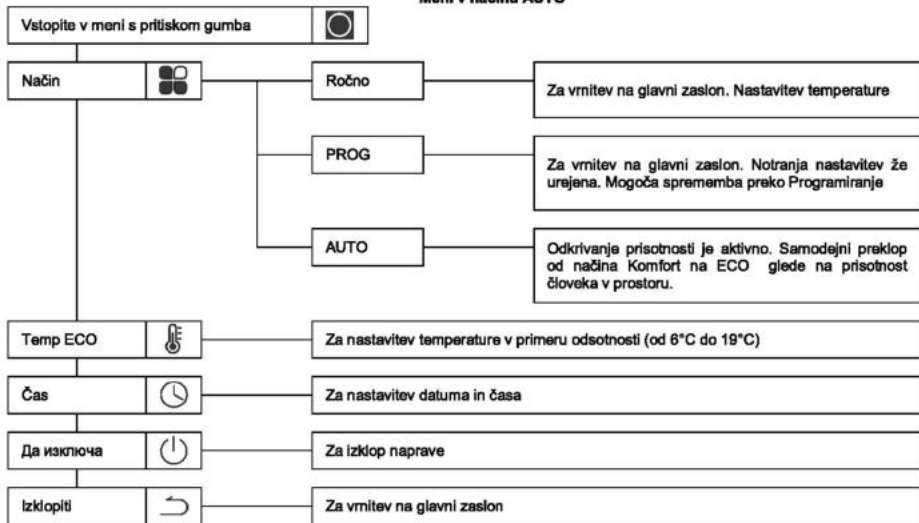 Meni v načinu AUTO
Vstopite v meni s pritiskom gumba
Način
Ročno
Za vrnitev na glavni zaslon. Nastavitev temperature
PROG
Za vrnitev na glavni zaslon. Notranja nastavitev že
urejena. Mogoča sprememba preko Programiranje
AUTO
Odkrivanje prisotnosti je aktivno. Samodejni preklop
od načina Komfort na ECO glede na prisotnost
človeka v prostoru.
Temp ECO
Za nastavitev temperature v primeru odsotnosti (od 6°C do 19°C)
Čas
Za nastavitev datuma in časa
Да изключа
Za izklop naprave
Izklopiti
Za vrnitev na glavni zaslon